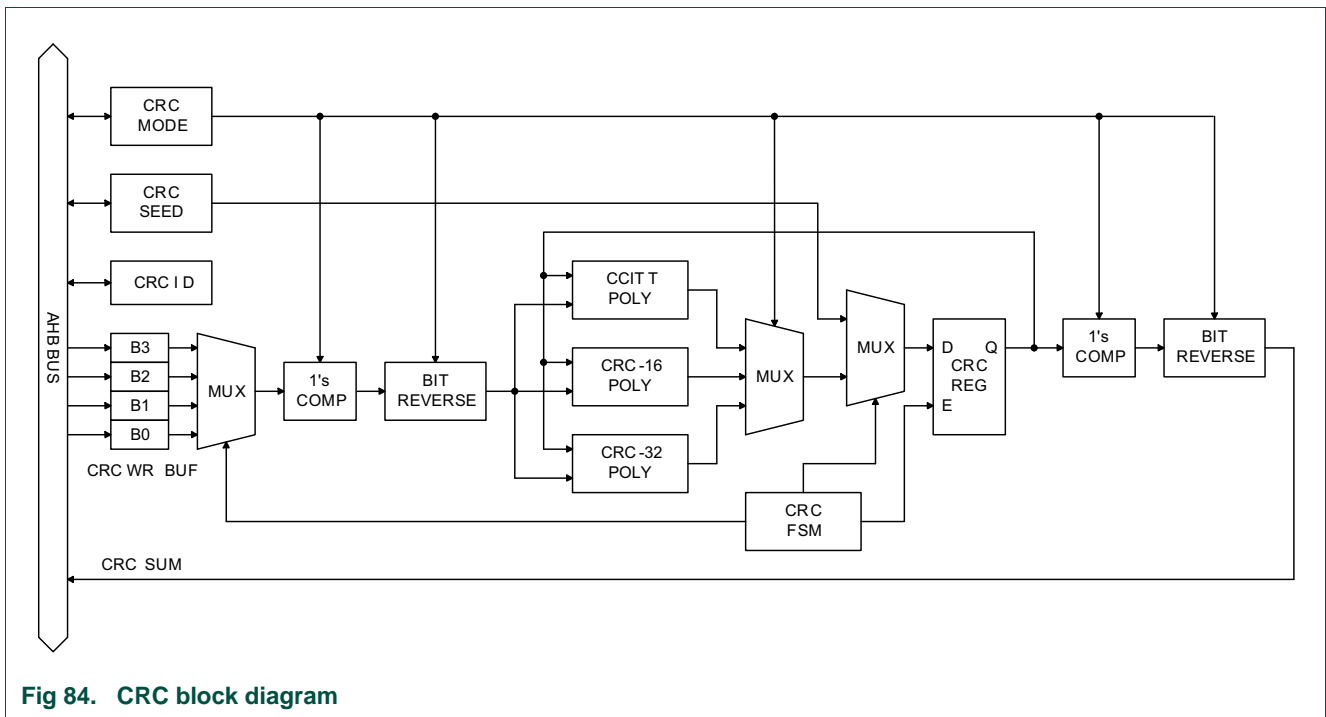 CRC
MODE
CRC
SEED
CRC I D
AHB BUS
B3
B2
B1
B0
CRC WR BUF
MUX
1's
COMP
BIT
REVERSE
CCIT T
POLY
CRC -16
POLY
CRC -32
POLY
MUX
MUX
CRC
FSM
D Q
CRC
REG
E
1's
COMP
BIT
REVERSE
CRC SUM
Fig 84. CRC block diagram